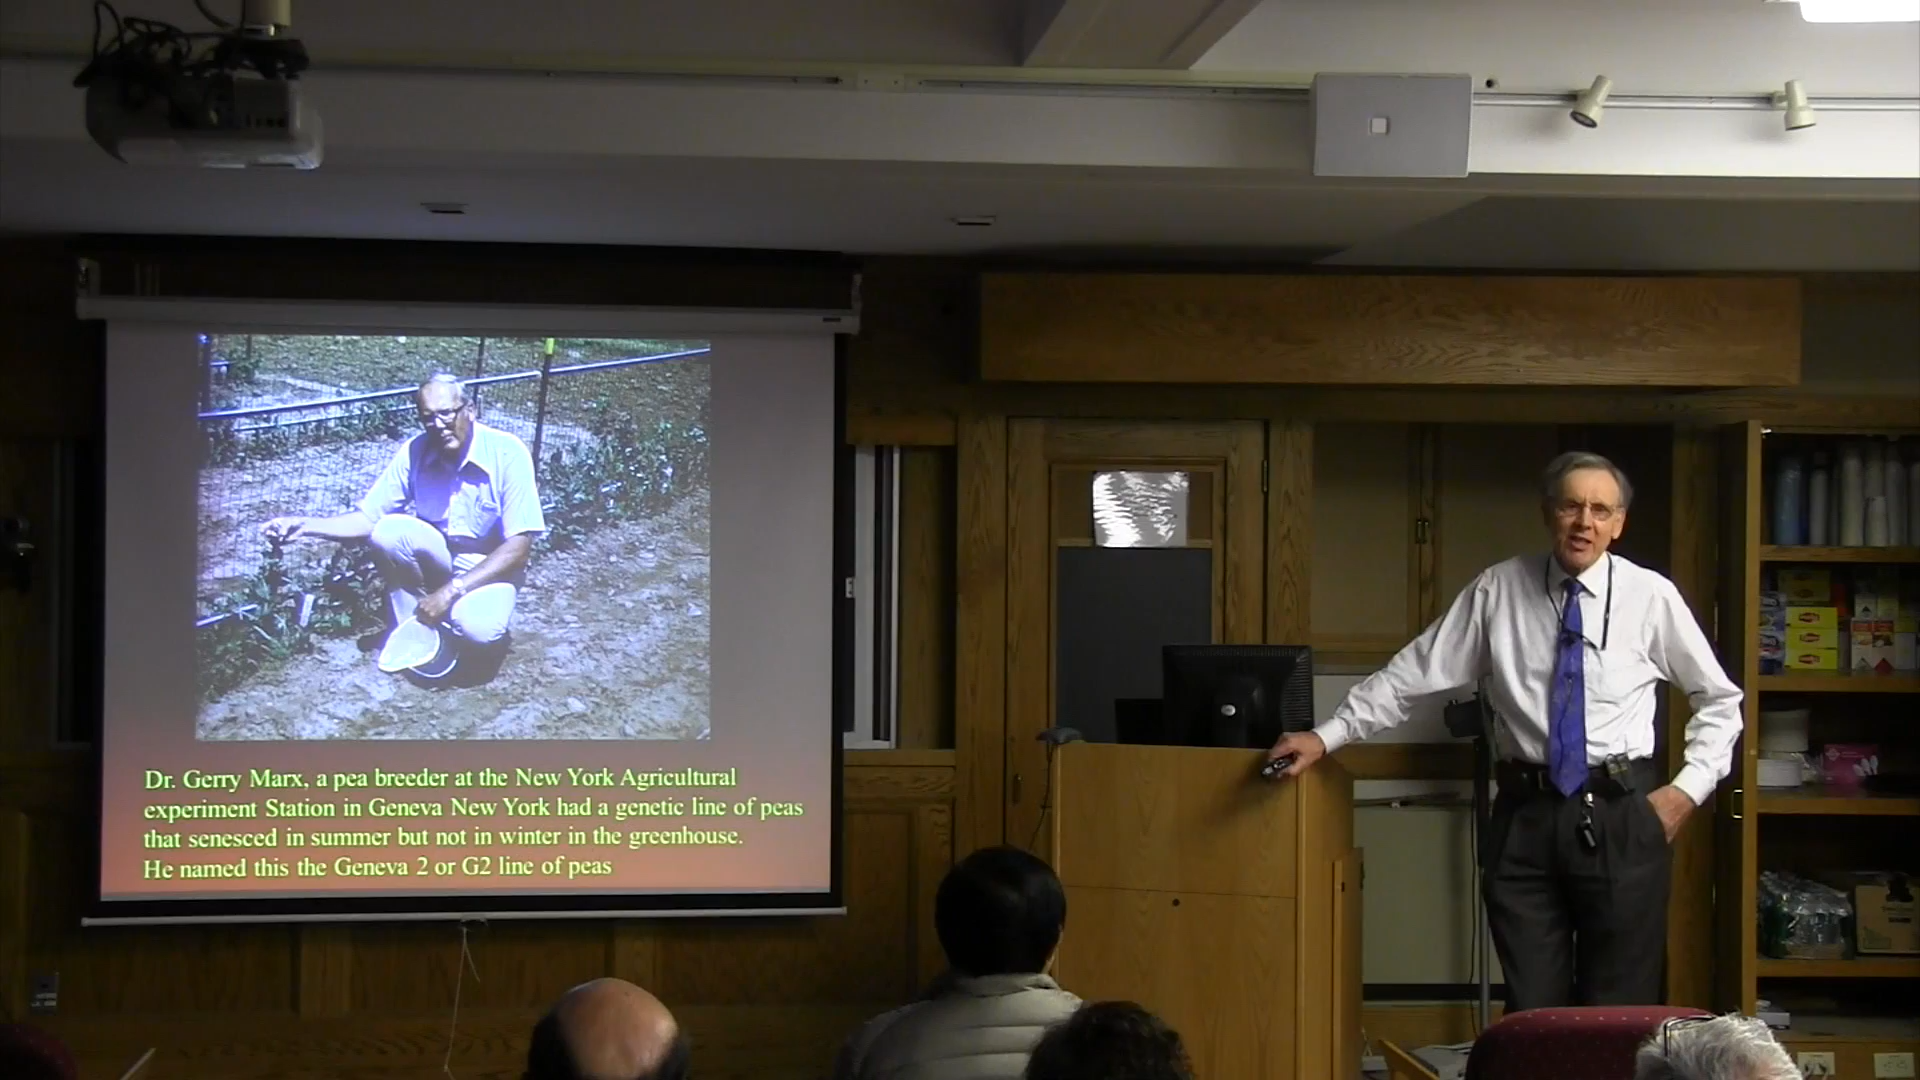 Dr. Gerry Marx, a pea breeder at the New York Agricultural
experiment Station in Geneva New York had a genetic line of peas
that senesced in summer but not in winter in the greenhouse.
He named this the Geneva 2 or G2 line of peas